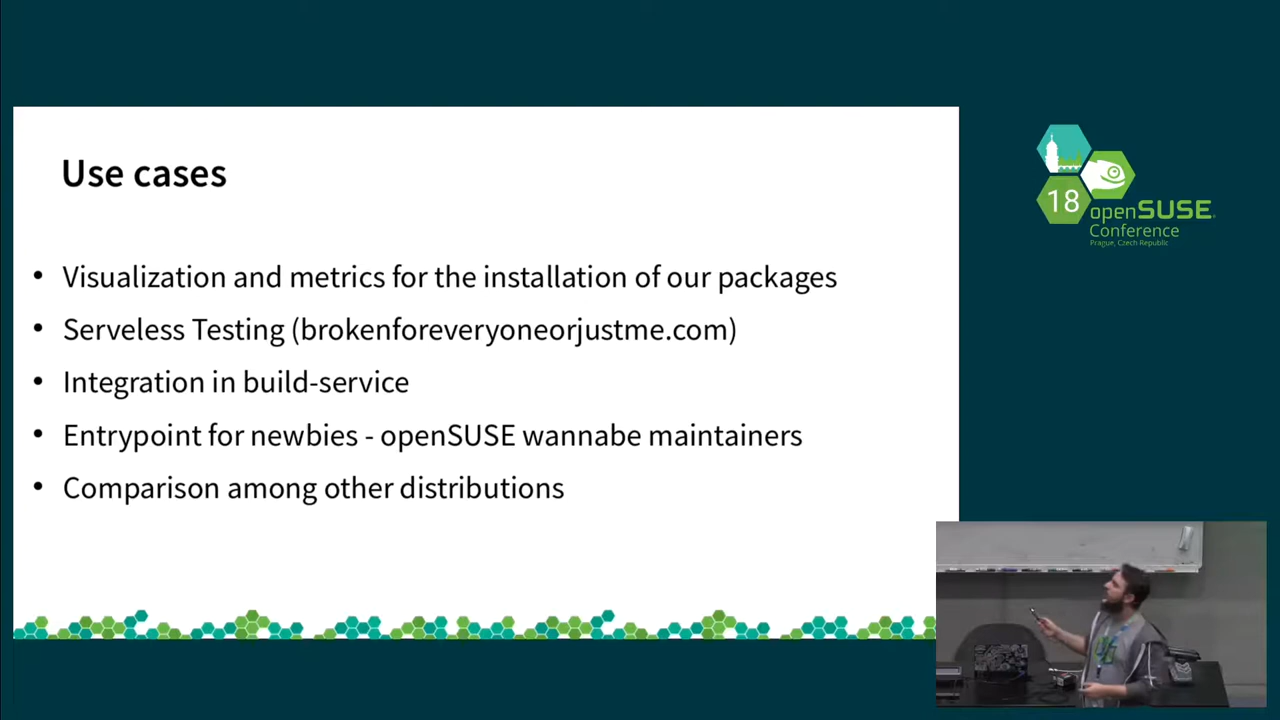 Use cases
• Visualization and metrics for the installation of our packages
• Serveless Testing (brokenforeveryoneorjustme.com)
• Integration in build-service
• Entrypoint for newbies - openSUSE wannabe maintainers
• Comparison among other distributions
18
openSUSE
Conference
Prague, Czech Republic